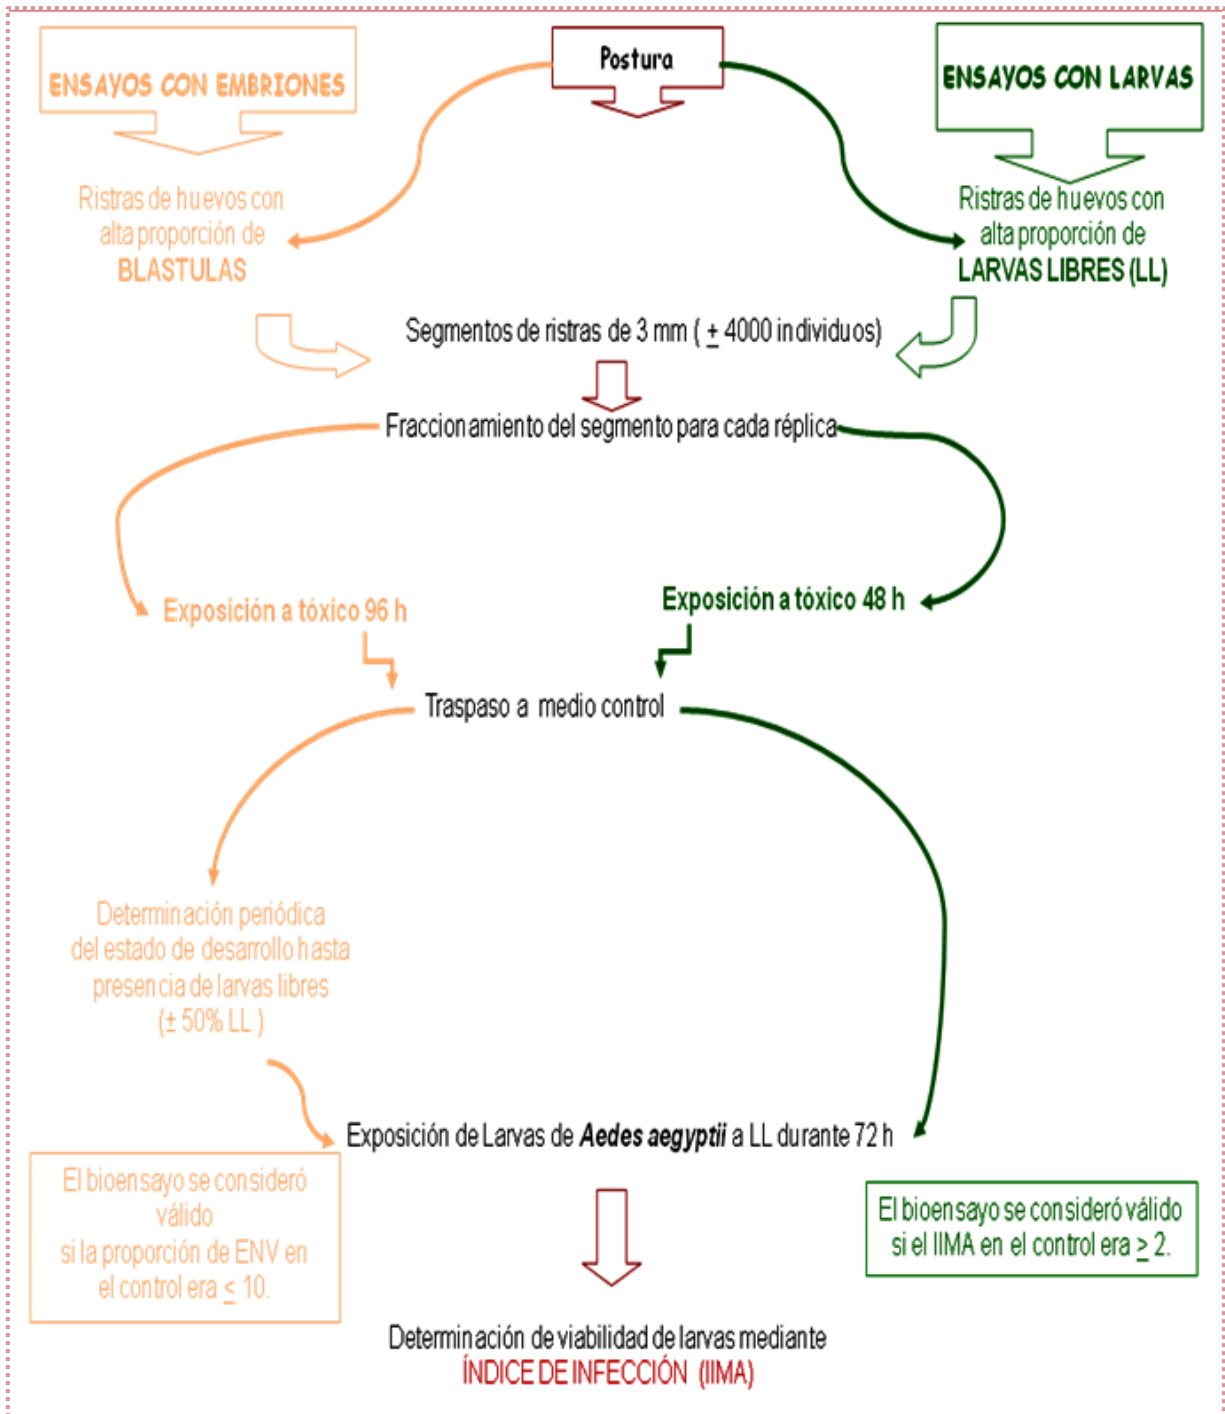 ENSAYOS CON EMBRIONES
Postura
ENSAYOS CON LARVAS
Ristras de huevos con
alta proporción de
BLASTULAS
Ristras de huevos con
alta proporción de
LARVAS LIBRES (LL)
Segmentos de ristras de 3 mm ( ± 4000 individuos)
Fraccionamiento del segmento para cada réplica
Exposición a tóxico 96 h
Exposición a tóxico 48 h
Traspaso a medio control
Determinación periódica
del estado de desarrollo hasta
presencia de larvas libres
(± 50% LL )
Exposición de Larvas de Aedes aegyptii a LL durante 72 h
El bioensayo se consideró
válido
si la proporción de ENV en
el control era ≤ 10.
El bioensayo se consideró válido
si el IIMA en el control era ≥ 2.
Determinación de viabilidad de larvas mediante
ÍNDICE DE INFECCIÓN (IIMA)